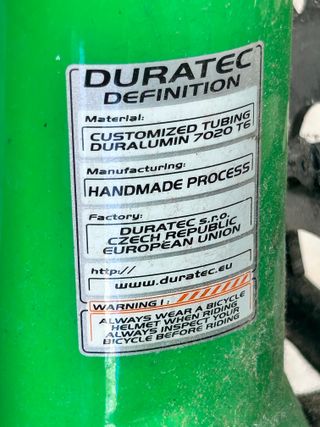 DURATEC
DEFINITION
Material:
CUSTOMIZED TUBING
DURALUMIN 7020 T6
Manufacturing:
HANDMADE PROCESS
Factory:
DURATEC s.r.o.
CZECH REPUBLIC
EUROPEAN UNION
http://
www.duratec.eu
WARNING! :
ALWAYS WEAR A BICYCLE
HELMET WHEN RIDING
ALWAYS INSPECT YOUR
BICYCLE BEFORE RIDING